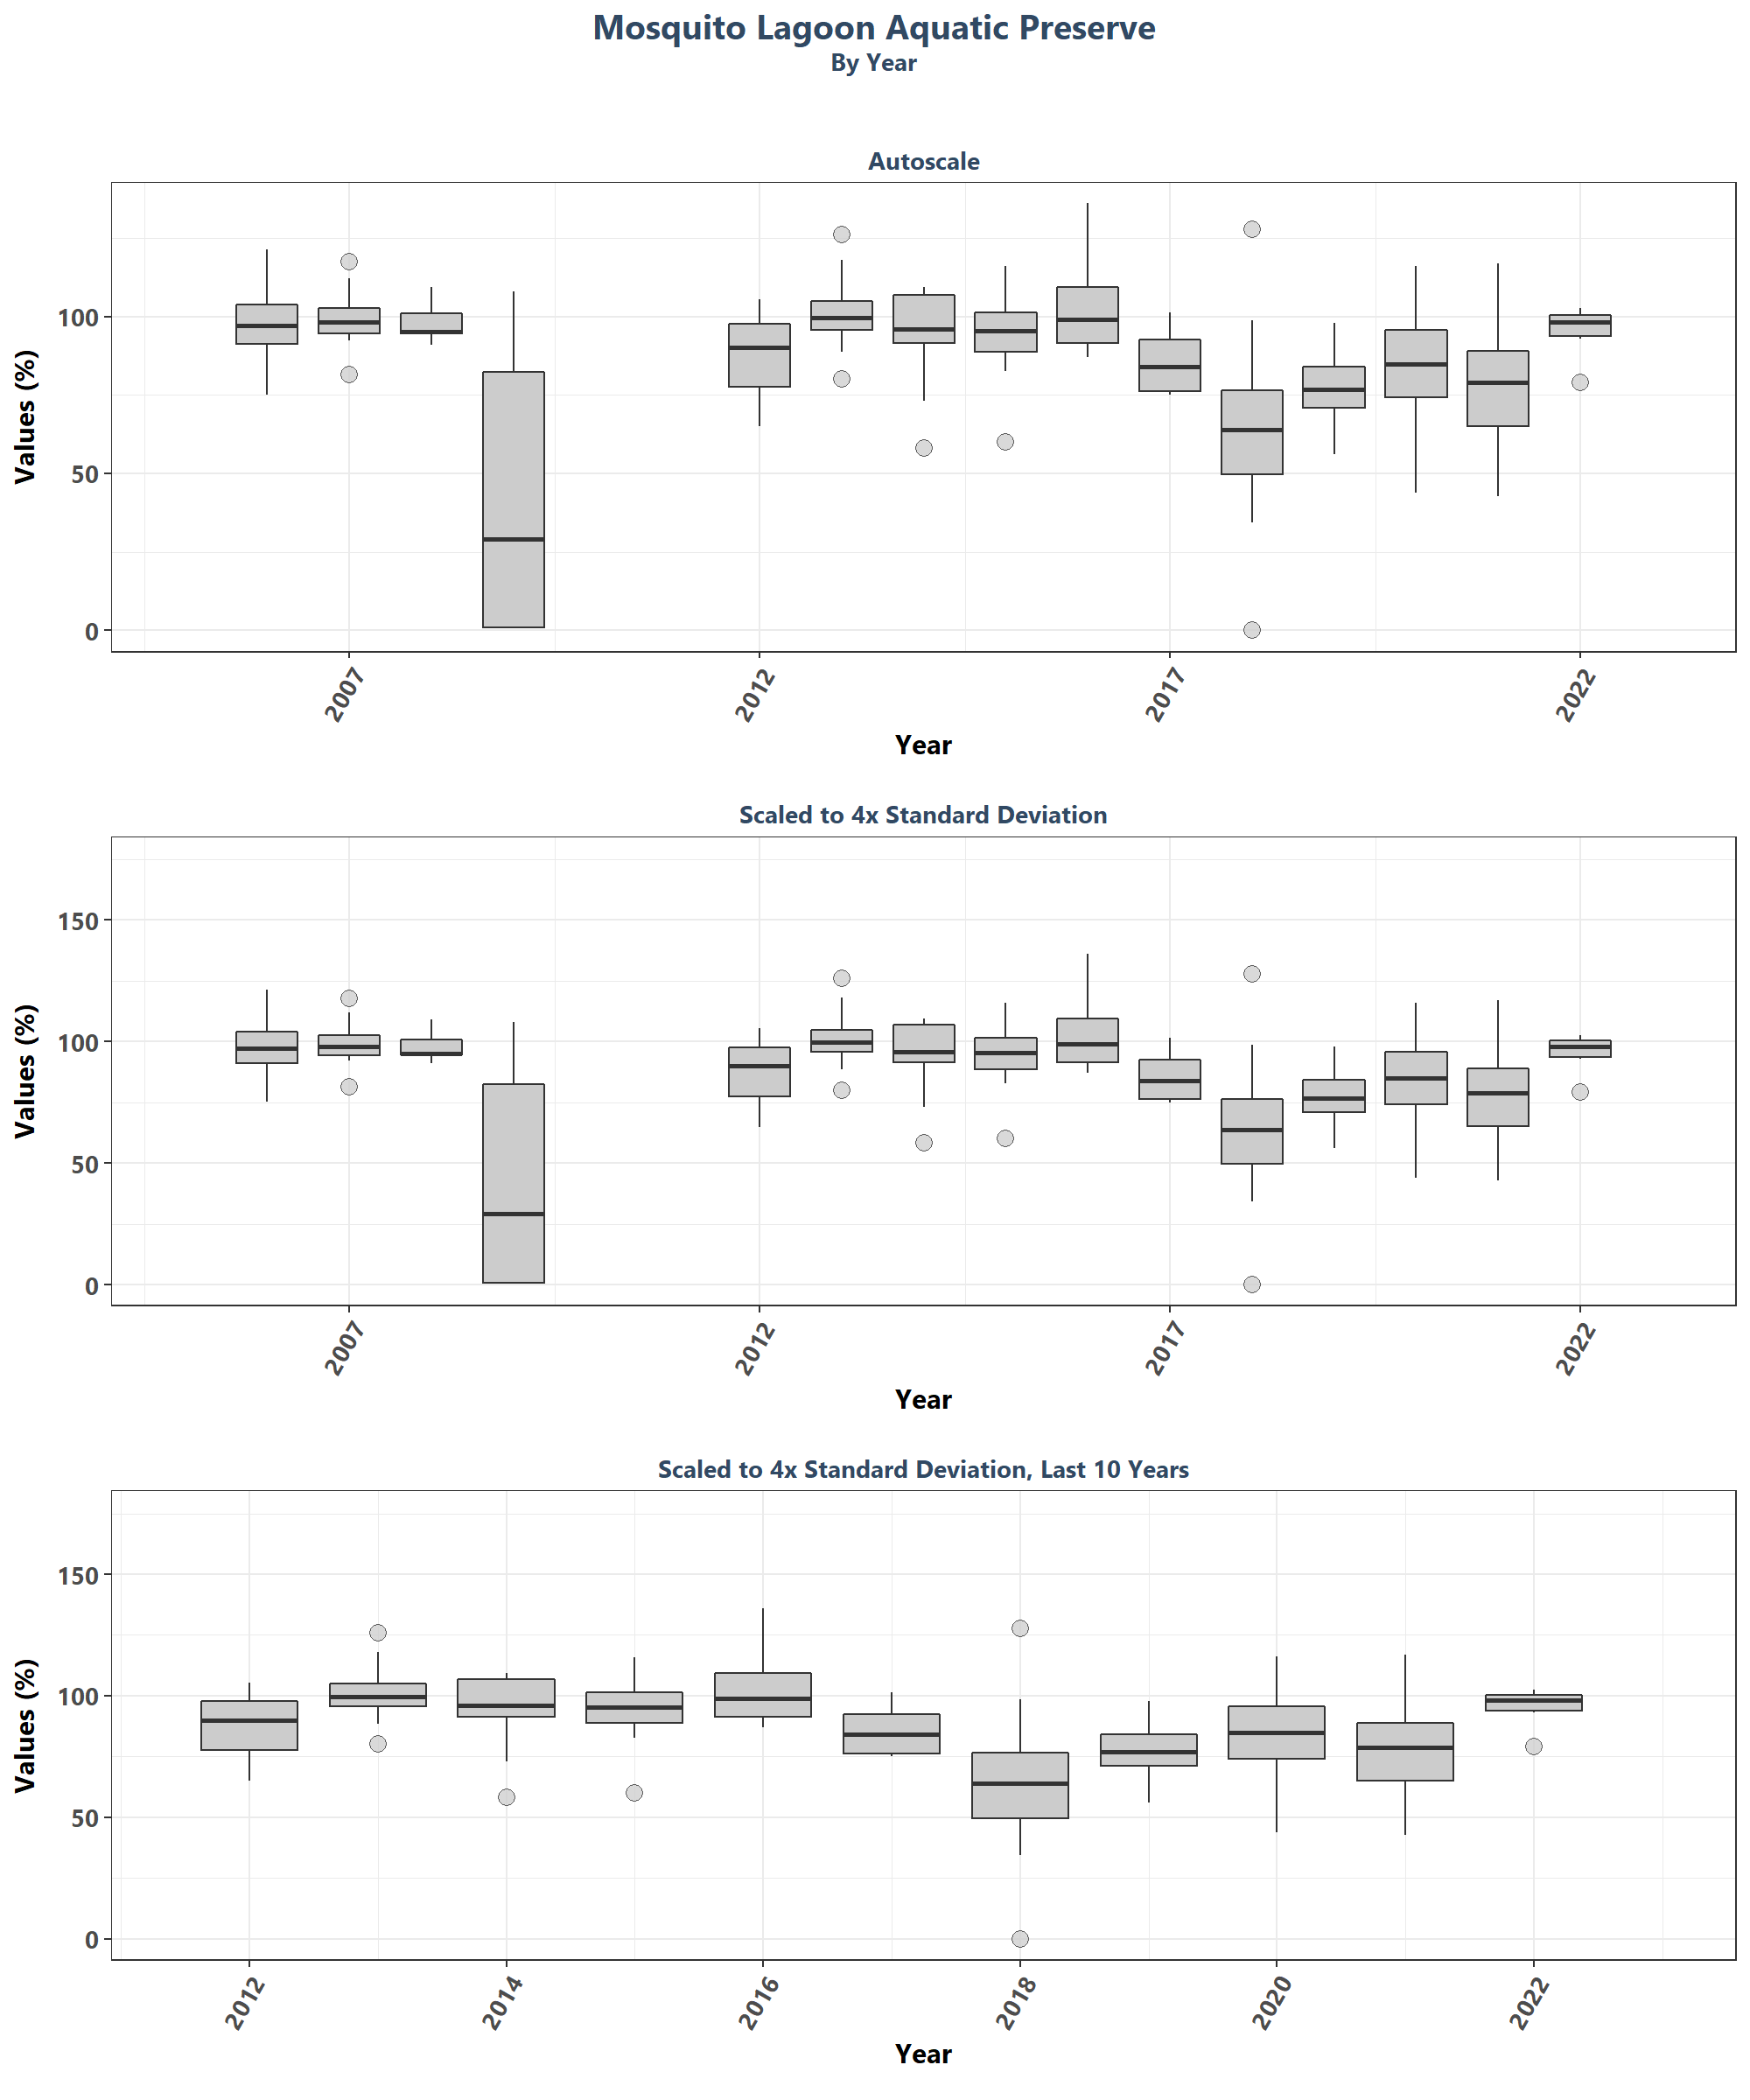 Mosquito Lagoon Aquatic Preserve
By Year
Autoscale
Values (%)
100
50
0
2007 2012 2017 2022
Year
Scaled to 4x Standard Deviation
Values (%)
150
100
50
0
2007 2012 2017 2022
Year
Scaled to 4x Standard Deviation, Last 10 Years
Values (%)
150
100
50
0
2012 2014 2016 2018 2020 2022
Year